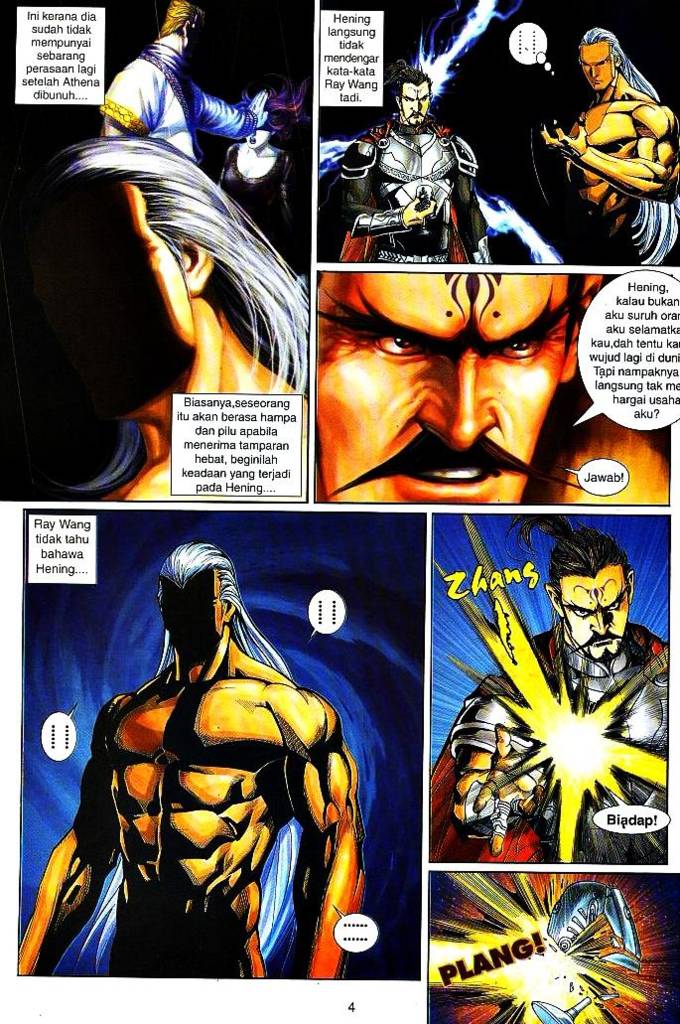 Ini kerana dia
sudah tidak
mempunyai
sebarang
perasaan lagi
setelah Athena
dibunuh....
Hening
langsung
tidak
mendengar
kata-kata
Ray Wang
tadi.
Biasanya,seseorang
itu akan berasa hampa
dan pilu apabila
menerima tamparan
hebat, beginilah
keadaan yang terjadi
pada Hening....
Hening,
kalau bukan
aku suruh oran
aku selamatka
kau,dah tentu ka
wujud lagi di duni
Tapi nampaknya
langsung tak me
hargai usaha
aku?
Jawab!
Ray Wang
tidak tahu
bahawa
Hening....
Zhang
Biadap!
PLANG!
4